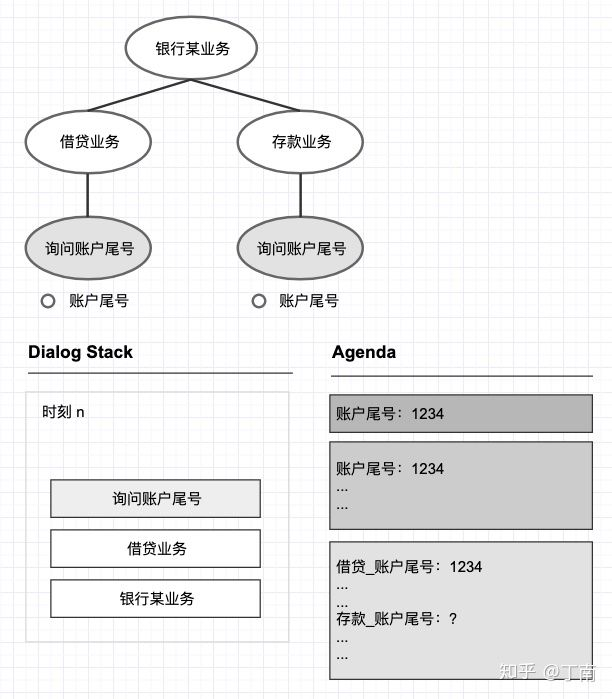 银行某业务
借贷业务
存款业务
询问账户尾号
询问账户尾号
账户尾号
账户尾号
Dialog Stack
时刻 n
询问账户尾号
借贷业务
银行某业务
Agenda
账户尾号：1234
账户尾号：1234
...
...
借贷_账户尾号：1234
...
...
存款_账户尾号：?
...
...
知乎 @丁南